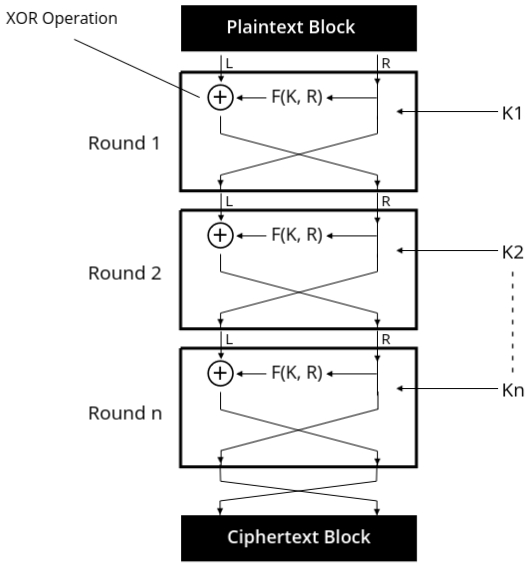 XOR Operation
Plaintext Block
L R
F(K, R)
K1
Round 1
L R
F(K, R)
K2
Round 2
L R
F(K, R)
Kn
Round n
Ciphertext Block